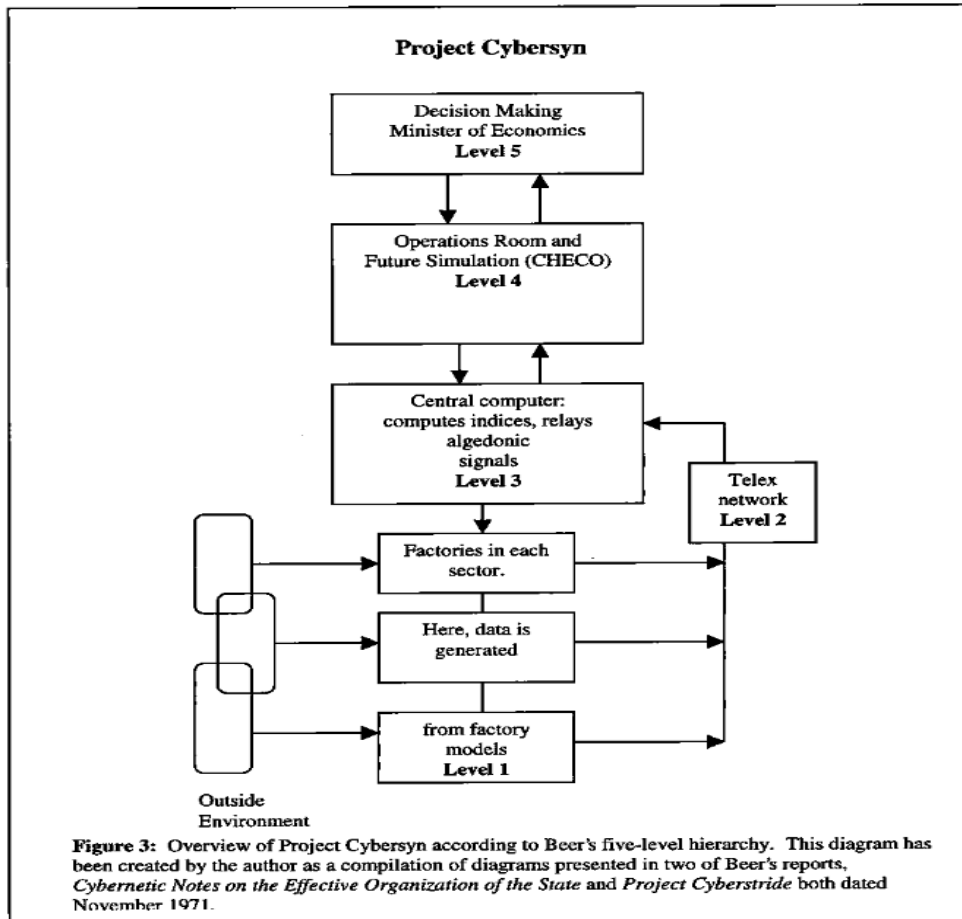 Project Cybersyn
Decision Making
Minister of Economics
Level 5
Operations Room and
Future Simulation (CHECO)
Level 4
Central computer:
computes indices, relays
algedonic
signals
Level 3
Telex
network
Level 2
Factories in each
sector.
Here, data is
generated
from factory
models
Level 1
Outside
Environment
Figure 3: Overview of Project Cybersyn according to Beer's five-level hierarchy. This diagram has
been created by the author as a compilation of diagrams presented in two of Beer's reports,
Cybernetic Notes on the Effective Organization of the State and Project Cyberstride both dated
November 1971.